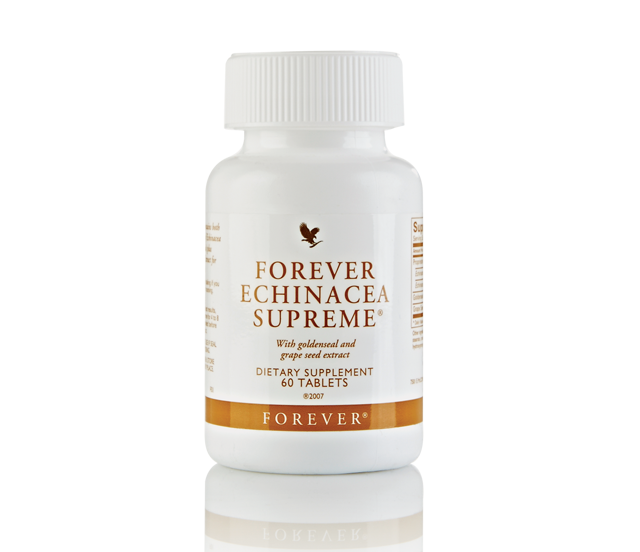 FOREVER
ECHINACEA
SUPREME®
With goldenseal and
grape seed extract
DIETARY SUPPLEMENT
60 TABLETS
®2007
FOREVER®